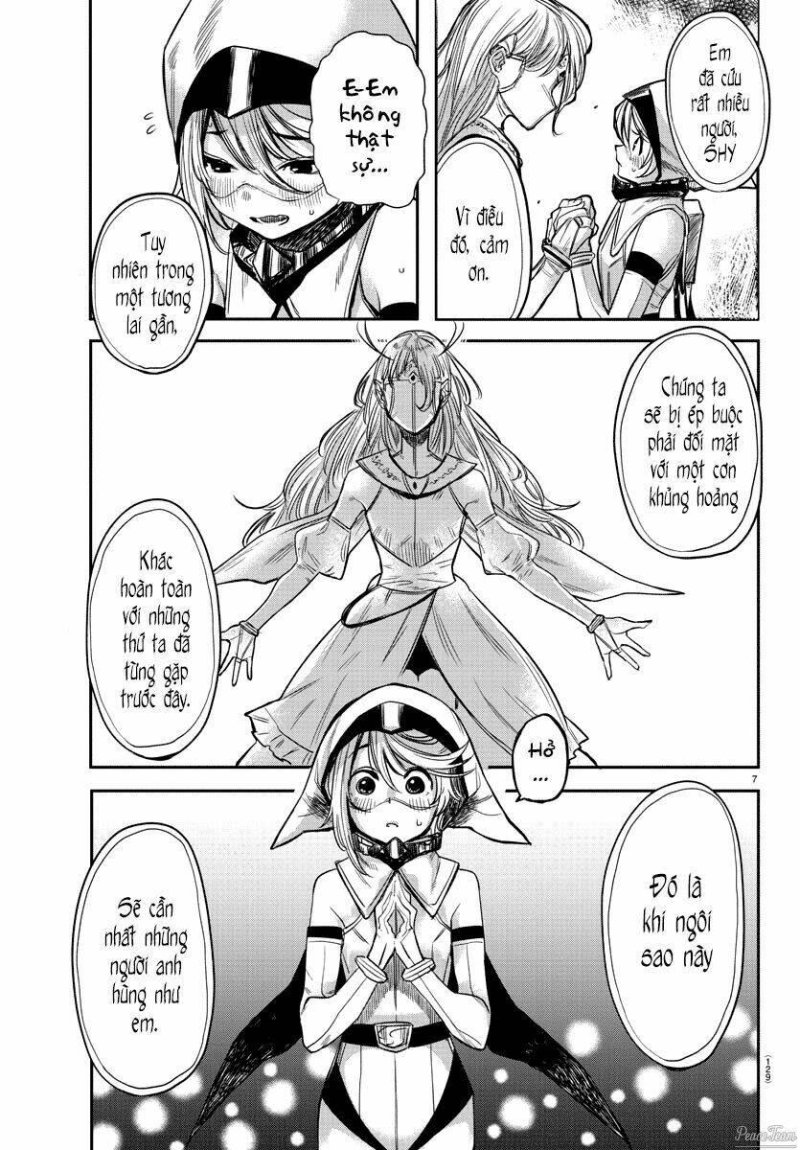 Em
đã cứu
rất nhiều
người,
SHY
Vì điều
đó, cảm
ơn.
E-Em
không
thật
sự...
Tuy
nhiên trong
một tương
lai gần,
Chúng ta
sẽ bị ép buộc
phải đối mặt
với một cơn
khủng hoảng
Khác
hoàn toàn
với những
thứ ta đã
từng gặp
trước đây.
Hở
...
7
Đó là
khi ngôi
sao này
Sẽ cần
nhất những
người anh
hùng như
em.
129
PeaceTeam